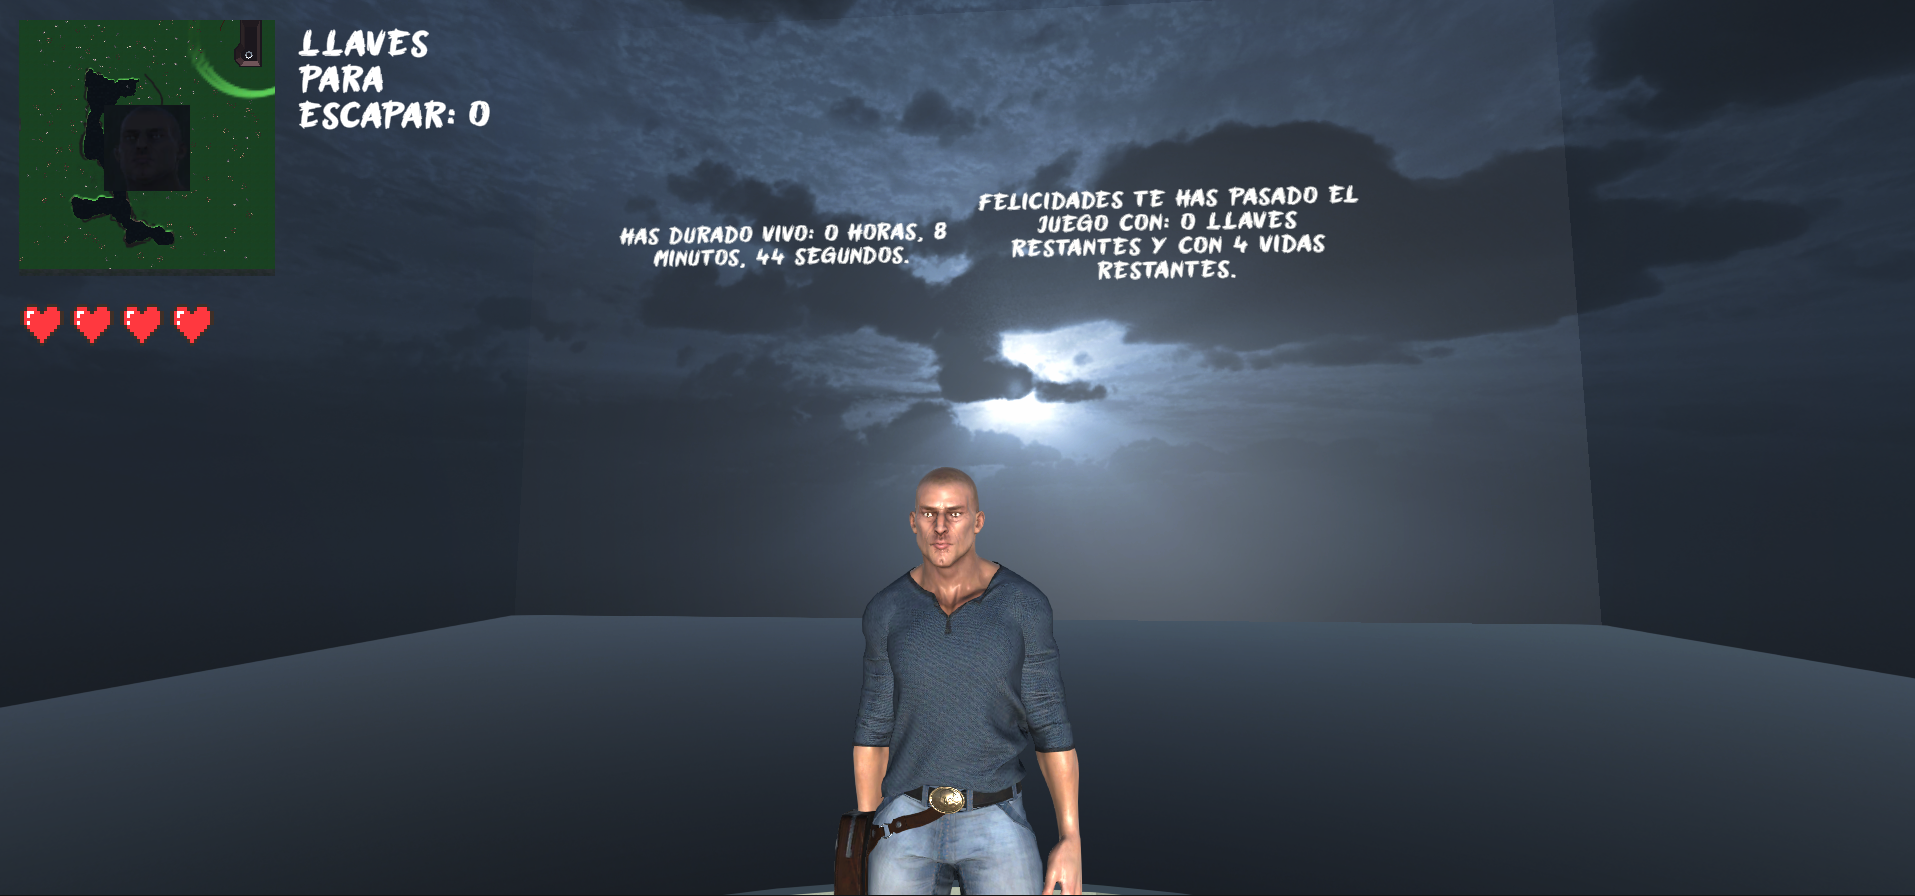 LLAVES
PARA
ESCAPAR: 0
HAS DURADO VIVO: 0 HORAS, 8
MINUTOS, 44 SEGUNDOS.
FELICIDADES TE HAS PASADO EL
JUEGO CON: 0 LLAVES
RESTANTES Y CON 4 VIDAS
RESTANTES.